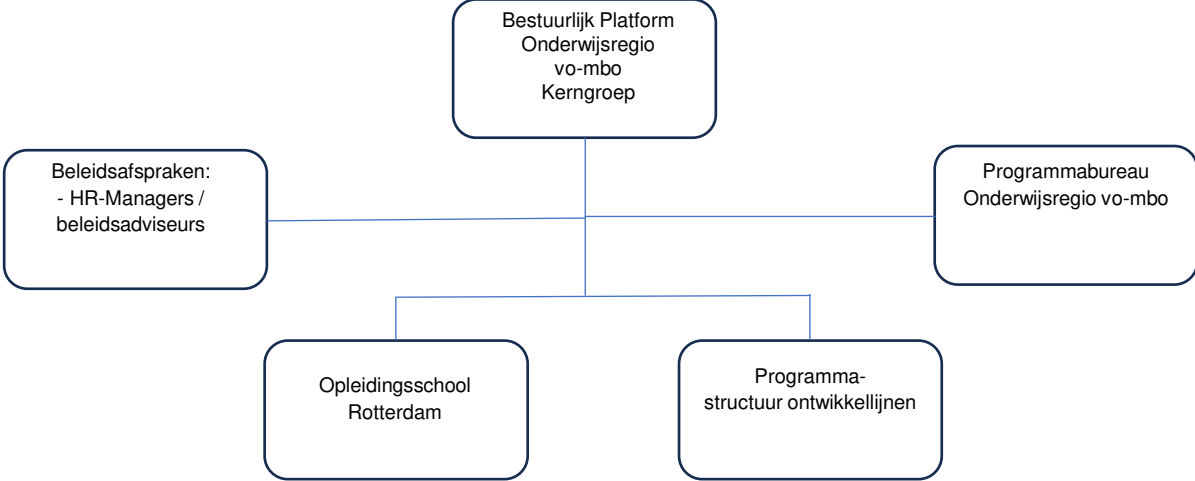 Bestuurlijk Platform
Onderwijsregio
vo-mbo
Kerngroep
Beleidsafspraken:
- HR-Managers /
beleidsadviseurs
Programmabureau
Onderwijsregio vo-mbo
Opleidingsschool
Rotterdam
Programma-
structuur ontwikkellijnen